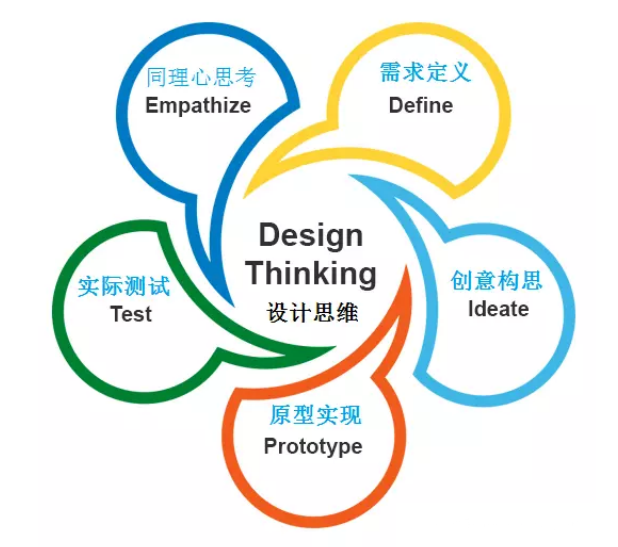 同理心思考
Empathize
需求定义
Define
创意构思
Ideate
原型实现
Prototype
实际测试
Test
Design
Thinking
设计思维